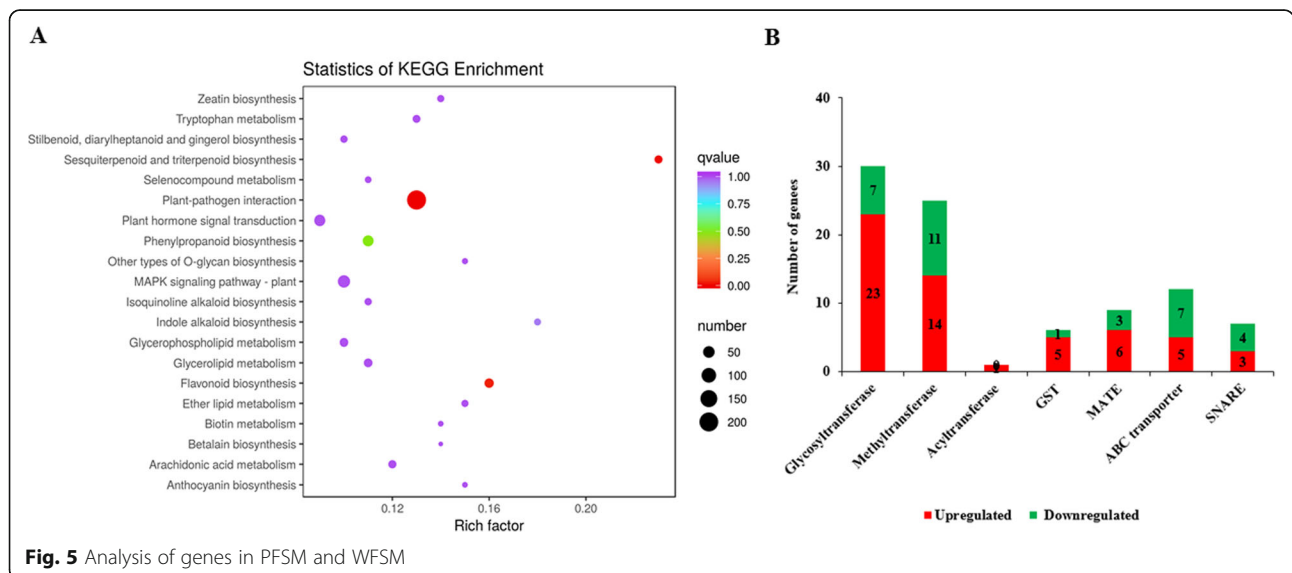 A
Statistics of KEGG Enrichment
Zeatin biosynthesis
Tryptophan metabolism
Stilbenoid, diarylheptanoid and gingerol biosynthesis
Sesquiterpenoid and triterpenoid biosynthesis
Selenocompound metabolism
Plant-pathogen interaction
Plant hormone signal transduction
Phenylpropanoid biosynthesis
Other types of O-glycan biosynthesis
MAPK signaling pathway - plant
Isoquinoline alkaloid biosynthesis
Indole alkaloid biosynthesis
Glycerophospholipid metabolism
Glycerolipid metabolism
Flavonoid biosynthesis
Ether lipid metabolism
Biotin metabolism
Betalain biosynthesis
Arachidonic acid metabolism
Anthocyanin biosynthesis
0.12 0.16 0.20
Rich factor
qvalue
1.00
0.75
0.50
0.25
0.00
number
50
100
150
200
B
Number of genees
40
30
20
10
0
7 11 0 1 3 7 4
23 14 5 6 5 3
Glycosyltransferase
Methyltransferase
Acyltransferase
GST
MATE
ABC transporter
SNARE
Upregulated Downregulated
Fig. 5 Analysis of genes in PFSM and WFSM